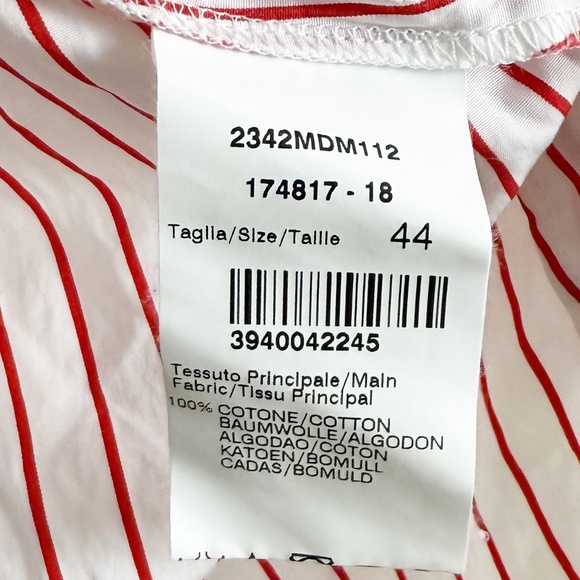 2342MDM112
174817 - 18
Taglia/Size/Taille 44
3940042245
Tessuto Principale/Main
Fabric/Tissu Principal
100% COTONE/COTTON
BAUMWOLLE/ALGODON
ALGODAO/COTON
KATOEN/BOMULL
CADAS/BOMULD